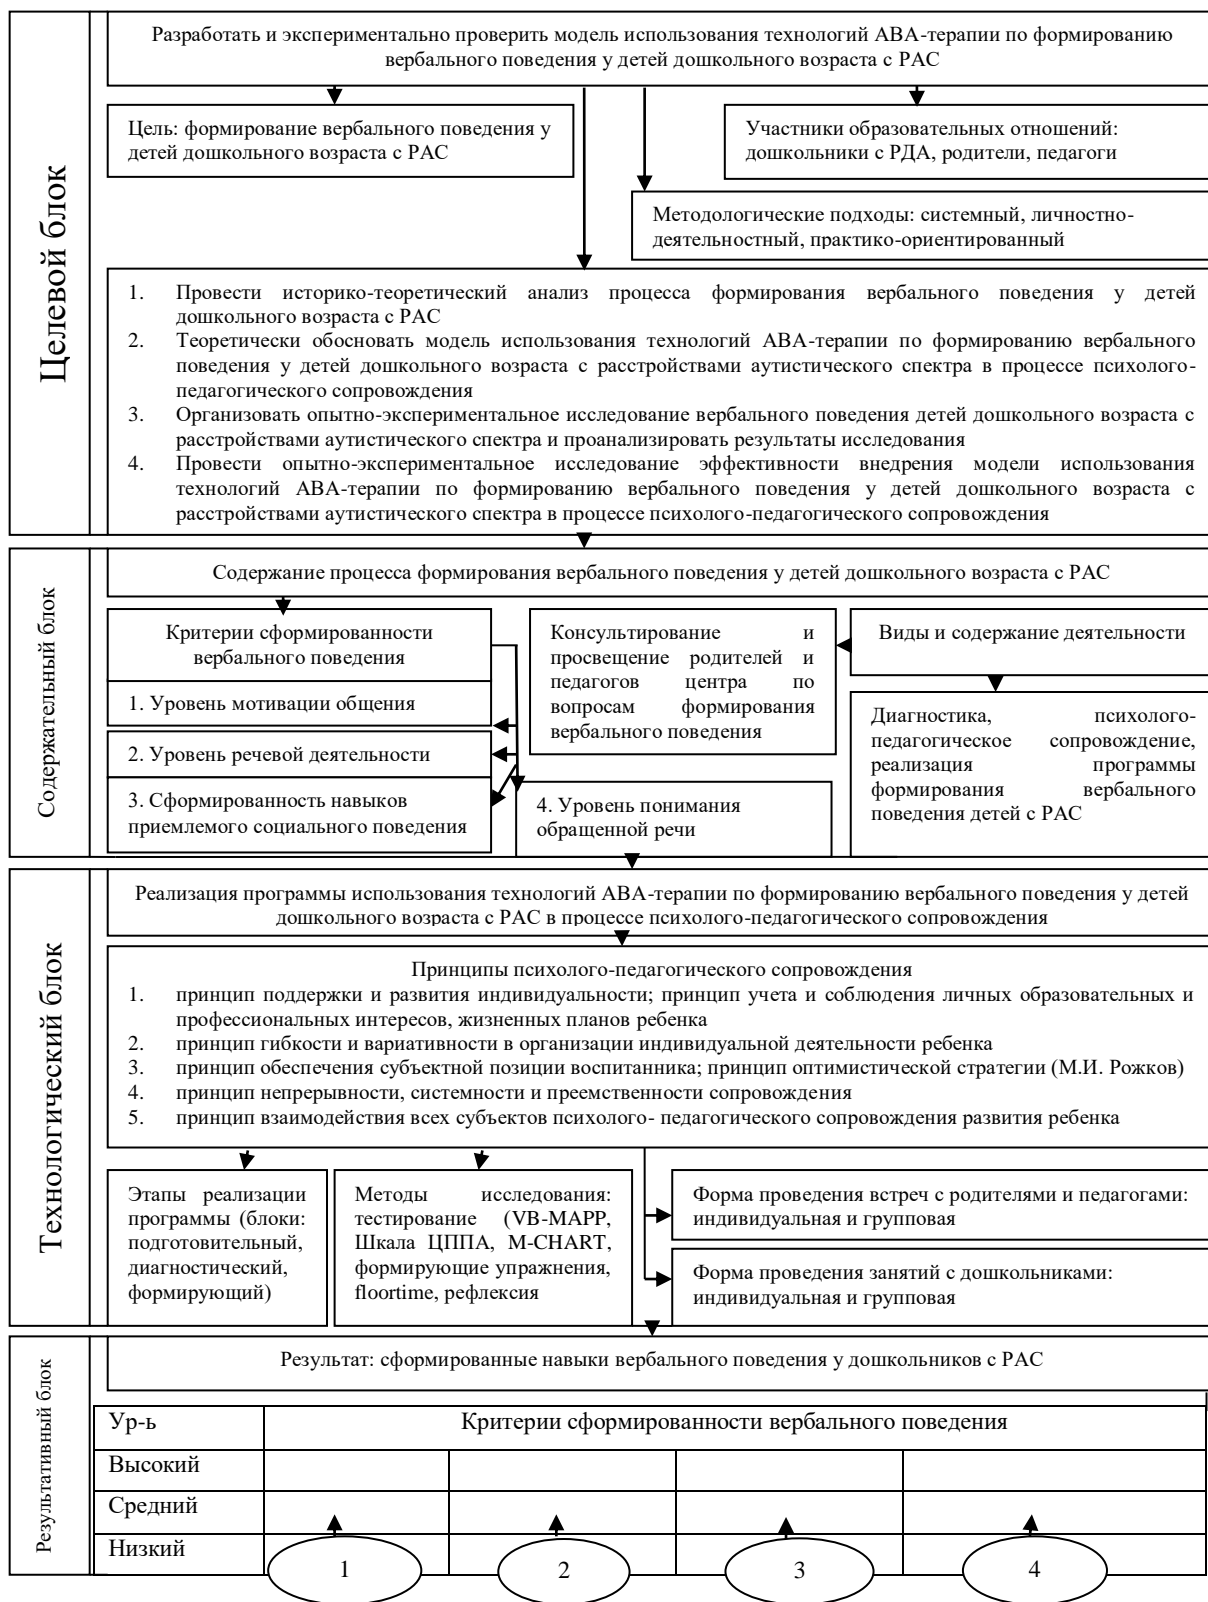 Целевой блок
Разработать и экспериментально проверить модель использования технологий АВА-терапии по формированию
вербального поведения у детей дошкольного возраста с РАС
Цель: формирование вербального поведения у
детей дошкольного возраста с РАС
Участники образовательных отношений:
дошкольники с РДА, родители, педагоги
Методологические подходы: системный, личностно-
деятельностный, практико-ориентированный
1. Провести историко-теоретический анализ процесса формирования вербального поведения у детей
дошкольного возраста с РАС
2. Теоретически обосновать модель использования технологий АВА-терапии по формированию вербального
поведения у детей дошкольного возраста с расстройствами аутистического спектра в процессе психолого-
педагогического сопровождения
3. Организовать опытно-экспериментальное исследование вербального поведения детей дошкольного возраста с
расстройствами аутистического спектра и проанализировать результаты исследования
4. Провести опытно-экспериментальное исследование эффективности внедрения модели использования
технологий АВА-терапии по формированию вербального поведения у детей дошкольного возраста с
расстройствами аутистического спектра в процессе психолого-педагогического сопровождения
Содержательный блок
Содержание процесса формирования вербального поведения у детей дошкольного возраста с РАС
Критерии сформированности
вербального поведения
1. Уровень мотивации общения
2. Уровень речевой деятельности
3. Сформированность навыков
приемлемого социального поведения
4. Уровень понимания
обращенной речи
Консультирование и
просвещение родителей и
педагогов центра по
вопросам формирования
вербального поведения
Виды и содержание деятельности
Диагностика, психолого-
педагогическое сопровождение,
реализация программы
формирования вербального
поведения детей с РАС
Технологический блок
Реализация программы использования технологий АВА-терапии по формированию вербального поведения у детей
дошкольного возраста с РАС в процессе психолого-педагогического сопровождения
Принципы психолого-педагогического сопровождения
1. принцип поддержки и развития индивидуальности; принцип учета и соблюдения личных образовательных и
профессиональных интересов, жизненных планов ребенка
2. принцип гибкости и вариативности в организации индивидуальной деятельности ребенка
3. принцип обеспечения субъектной позиции воспитанника; принцип оптимистической стратегии (М.И. Рожков)
4. принцип непрерывности, системности и преемственности сопровождения
5. принцип взаимодействия всех субъектов психолого- педагогического сопровождения развития ребенка
Этапы реализации
программы (блоки:
подготовительный,
диагностический,
формирующий)
Методы исследования:
тестирование (VB-MAPP,
Шкала ЦППА, M-CHART,
формирующие упражнения,
floortime, рефлексия
Форма проведения встреч с родителями и педагогами:
индивидуальная и групповая
Форма проведения занятий с дошкольниками:
индивидуальная и групповая
Результативный блок
Результат: сформированные навыки вербального поведения у дошкольников с РАС
Ур-ь Критерии сформированности вербального поведения
Высокий
Средний
Низкий
1 2 3 4